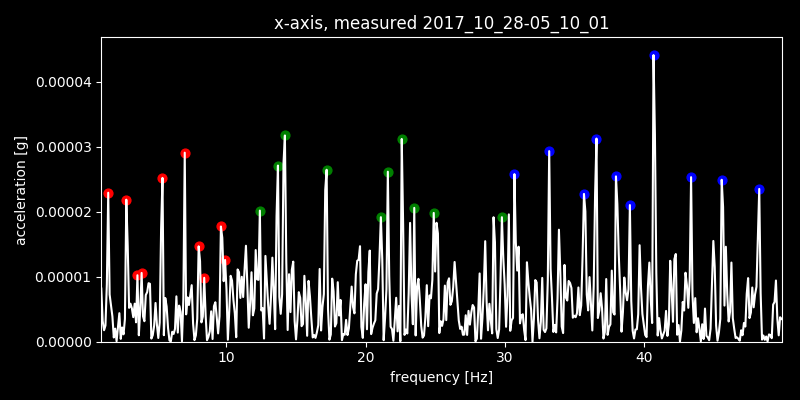 x-axis, measured 2017_10_28-05_10_01
0.00004
0.00003
0.00002
0.00001
0.00000
acceleration [g]
10 20 30 40
frequency [Hz]